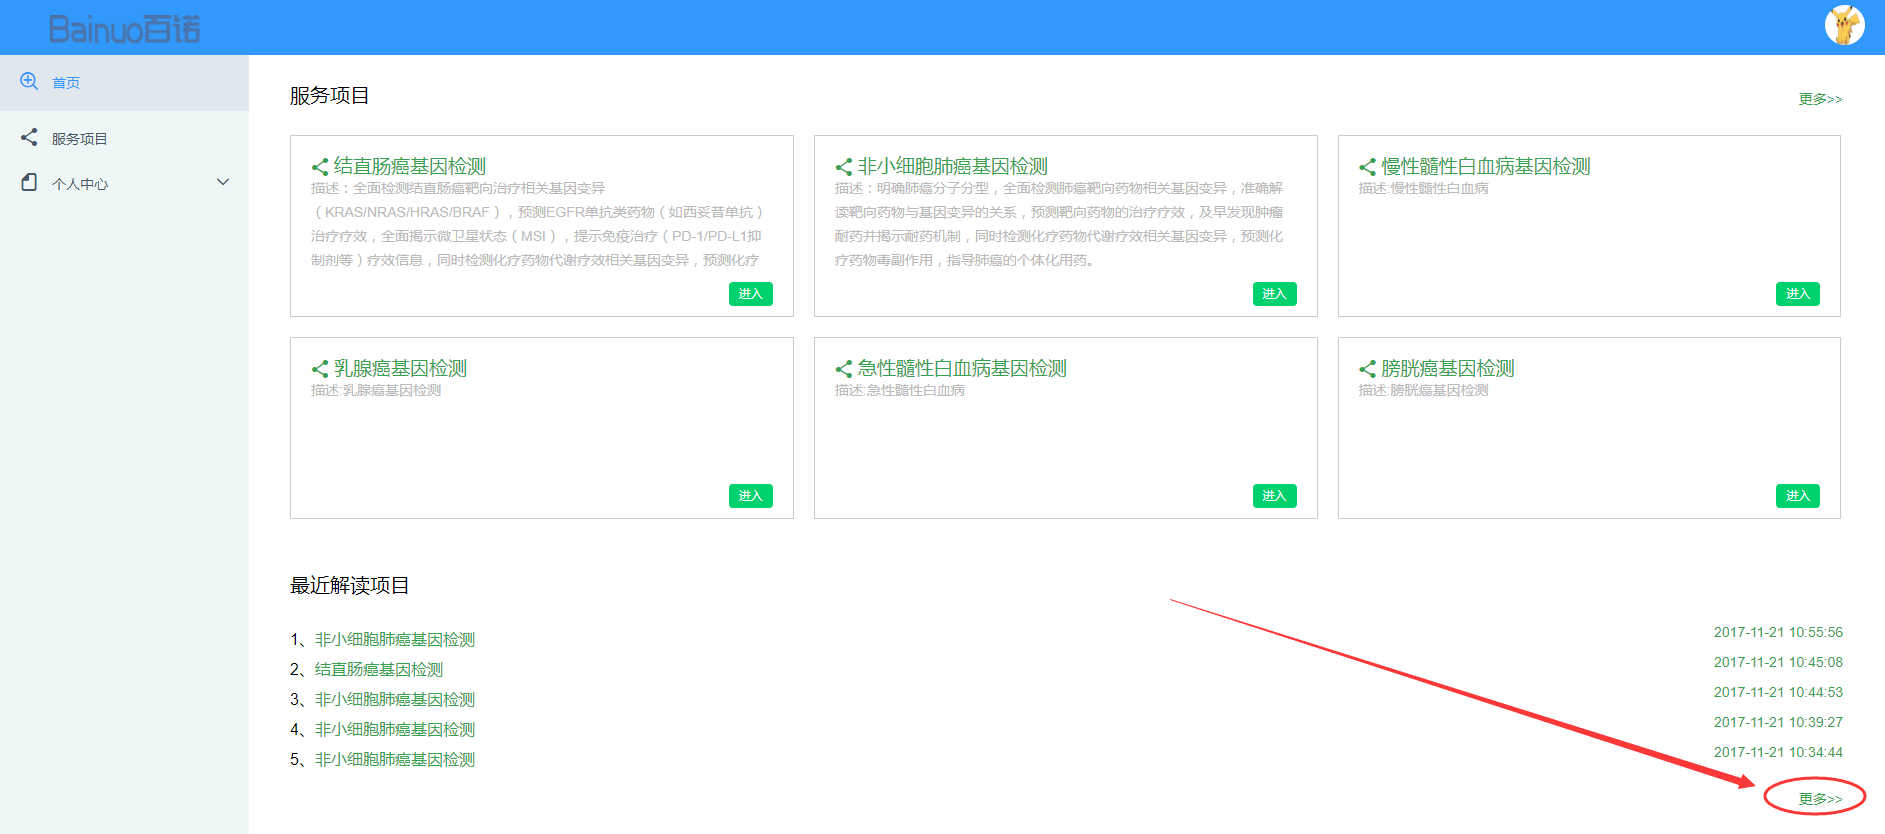 Bainuo百诺
首页
服务项目
个人中心
服务项目
更多>>
结直肠癌基因检测
描述：全面检测结直肠癌靶向治疗相关基因变异
（KRAS/NRAS/HRAS/BRAF），预测EGFR单抗类药物（如西妥昔单抗）
治疗疗效，全面揭示微卫星状态（MSI），提示免疫治疗（PD-1/PD-L1抑
制剂等）疗效信息，同时检测化疗药物代谢疗效相关基因变异，预测化疗
进入
非小细胞肺癌基因检测
描述：明确肺癌分子分型，全面检测肺癌靶向药物相关基因变异，准确解
读靶向药物与基因变异的关系，预测靶向药物的治疗疗效，及早发现肿瘤
耐药并揭示耐药机制，同时检测化疗药物代谢疗效相关基因变异，预测化
疗药物毒副作用，指导肺癌的个体化用药。
进入
慢性髓性白血病基因检测
描述:慢性髓性白血病
进入
乳腺癌基因检测
描述:乳腺癌基因检测
进入
急性髓性白血病基因检测
描述:急性髓性白血病
进入
膀胱癌基因检测
描述:膀胱癌基因检测
进入
最近解读项目
1、非小细胞肺癌基因检测 2017-11-21 10:55:56
2、结直肠癌基因检测 2017-11-21 10:45:08
3、非小细胞肺癌基因检测 2017-11-21 10:44:53
4、非小细胞肺癌基因检测 2017-11-21 10:39:27
5、非小细胞肺癌基因检测 2017-11-21 10:34:44
更多>>